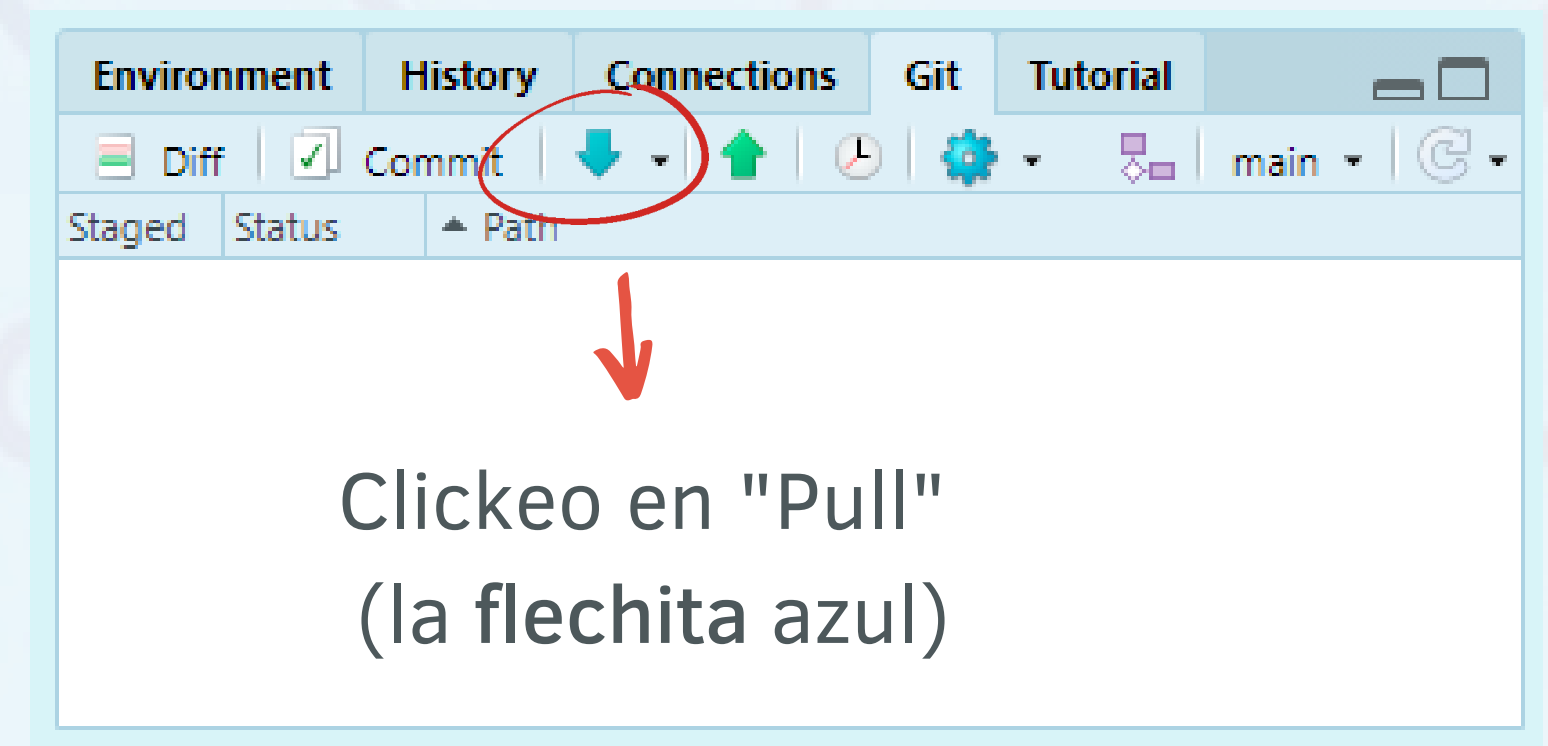 Environment History Connections Git Tutorial
Diff Commit main
Staged Status Path
Clickeo en "Pull"
(la flechita azul)